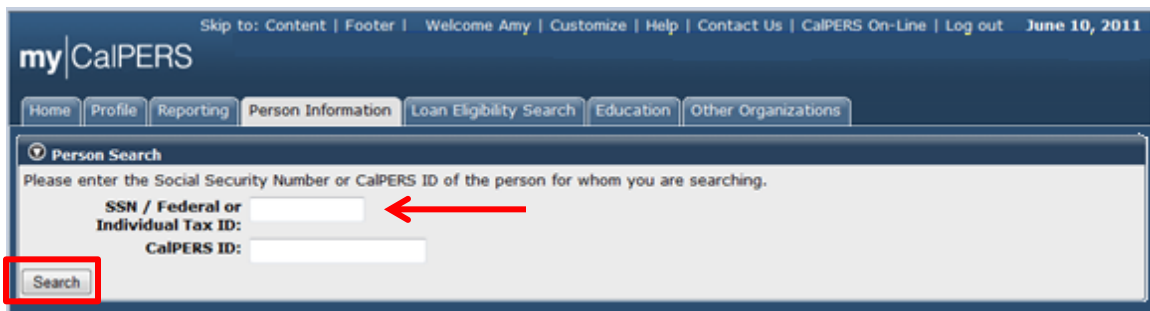 Skip to: Content | Footer | Welcome Amy | Customize | Help | Contact Us | CalPERS On-Line | Log out June 10, 2011
my|CalPERS
Home Profile Reporting Person Information Loan Eligibility Search Education Other Organizations
Person Search
Please enter the Social Security Number or CalPERS ID of the person for whom you are searching.
SSN / Federal or
Individual Tax ID:
CalPERS ID:
Search